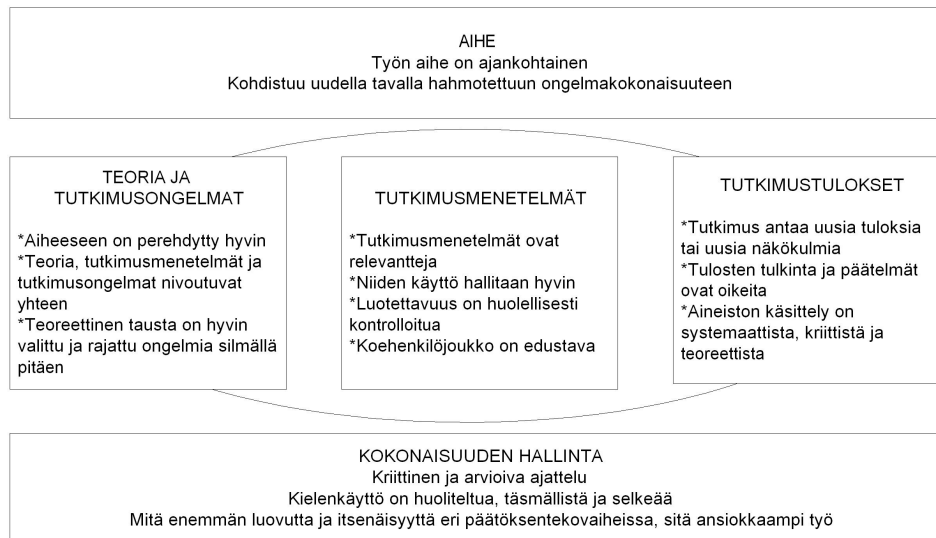 AIHE
Työn aihe on ajankohtainen
Kohdistuu uudella tavalla hahmotettuun ongelmakokonaisuuteen
TEORIA JA
TUTKIMUSONGELMAT
*Aiheeseen on perehdytty hyvin
*Teoria, tutkimusmenetelmät ja
tutkimusongelmat nivoutuvat
yhteen
*Teoreettinen tausta on hyvin
valittu ja rajattu ongelmia silmällä
pitäen
TUTKIMUSMENETELMÄT
*Tutkimusmenetelmät ovat
relevantteja
*Niiden käyttö hallitaan hyvin
*Luotettavuus on huolellisesti
kontrolloitua
*Koehenkilöjoukko on edustava
TUTKIMUSTULOKSET
*Tutkimus antaa uusia tuloksia
tai uusia näkökulmia
*Tulosten tulkinta ja päätelmät
ovat oikeita
*Aineiston käsittely on
systemaattista, kriittistä ja
teoreettista
KOKONAISUUDEN HALLINTA
Kriittinen ja arvioiva ajattelu
Kielenkäyttö on huoliteltua, täsmällistä ja selkeää
Mitä enemmän luovutta ja itsenäisyyttä eri päätöksentekovaiheissa, sitä ansiokkaampi työ